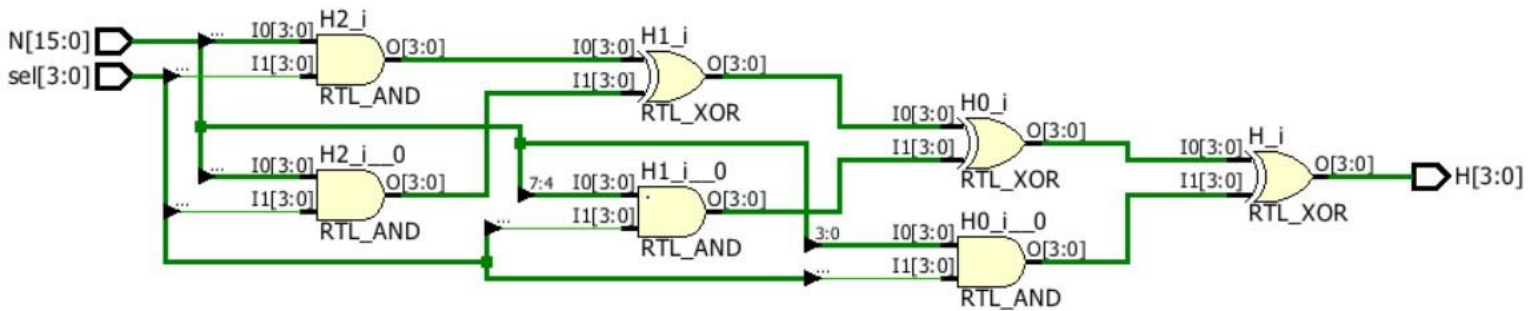 N[15:0]
sel[3:0]
...
...
I0[3:0]
I1[3:0]
H2_i
O[3:0]
RTL_AND
...
...
I0[3:0]
I1[3:0]
H2_i__0
O[3:0]
RTL_AND
I0[3:0]
I1[3:0]
H1_i
O[3:0]
RTL_XOR
7:4
...
I0[3:0]
I1[3:0]
H1_i__0
O[3:0]
RTL_AND
I0[3:0]
I1[3:0]
H0_i
O[3:0]
RTL_XOR
3:0
...
I0[3:0]
I1[3:0]
H0_i__0
O[3:0]
RTL_AND
I0[3:0]
I1[3:0]
H_i
O[3:0]
RTL_XOR
H[3:0]